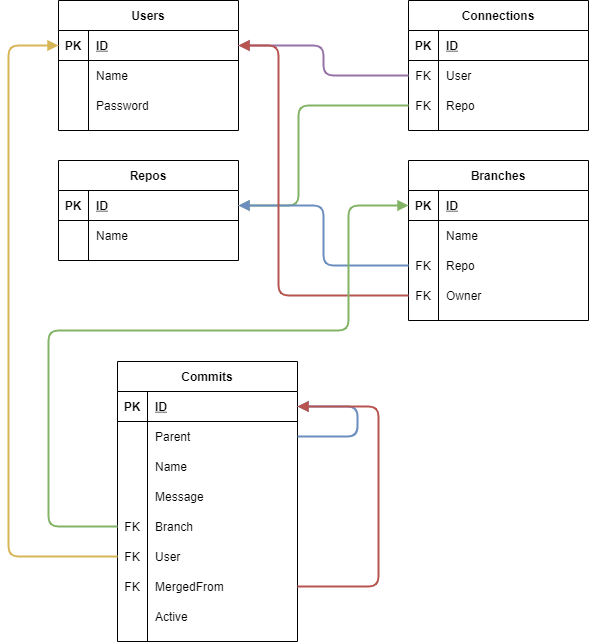 Users
PK ID
Name
Password
Connections
PK ID
FK User
FK Repo
Repos
PK ID
Name
Branches
PK ID
Name
FK Repo
FK Owner
Commits
PK ID
Parent
Name
Message
FK Branch
FK User
FK MergedFrom
Active